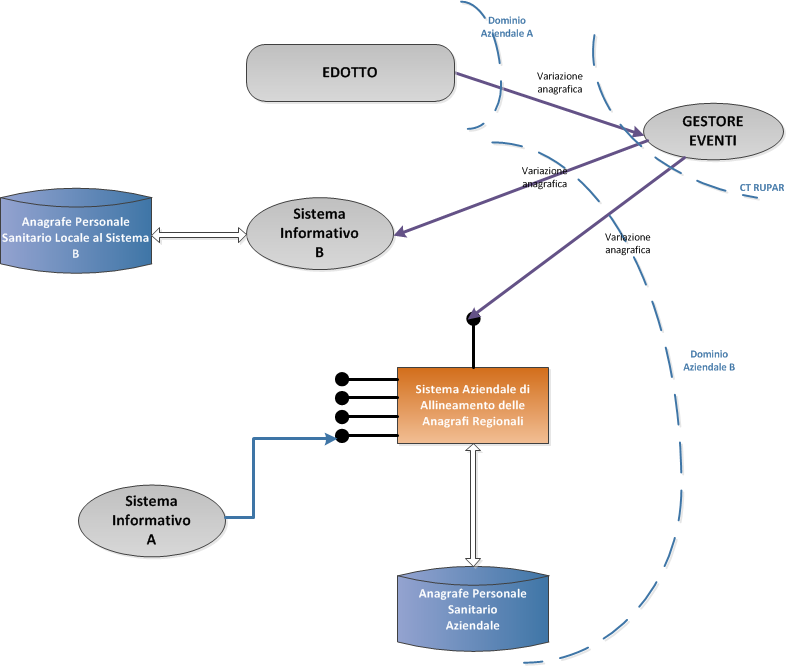 Dominio
Aziendale A
EDOTTO
Variazione
anagrafica
GESTORE
EVENTI
Variazione
anagrafica
CT RUPAR
Anagrafe Personale
Sanitario Locale al Sistema
B
Sistema
Informativo
B
Variazione
anagrafica
Dominio
Aziendale B
Sistema Aziendale di
Allineamento delle
Anagrafi Regionali
Sistema
Informativo
A
Anagrafe Personale
Sanitario
Aziendale